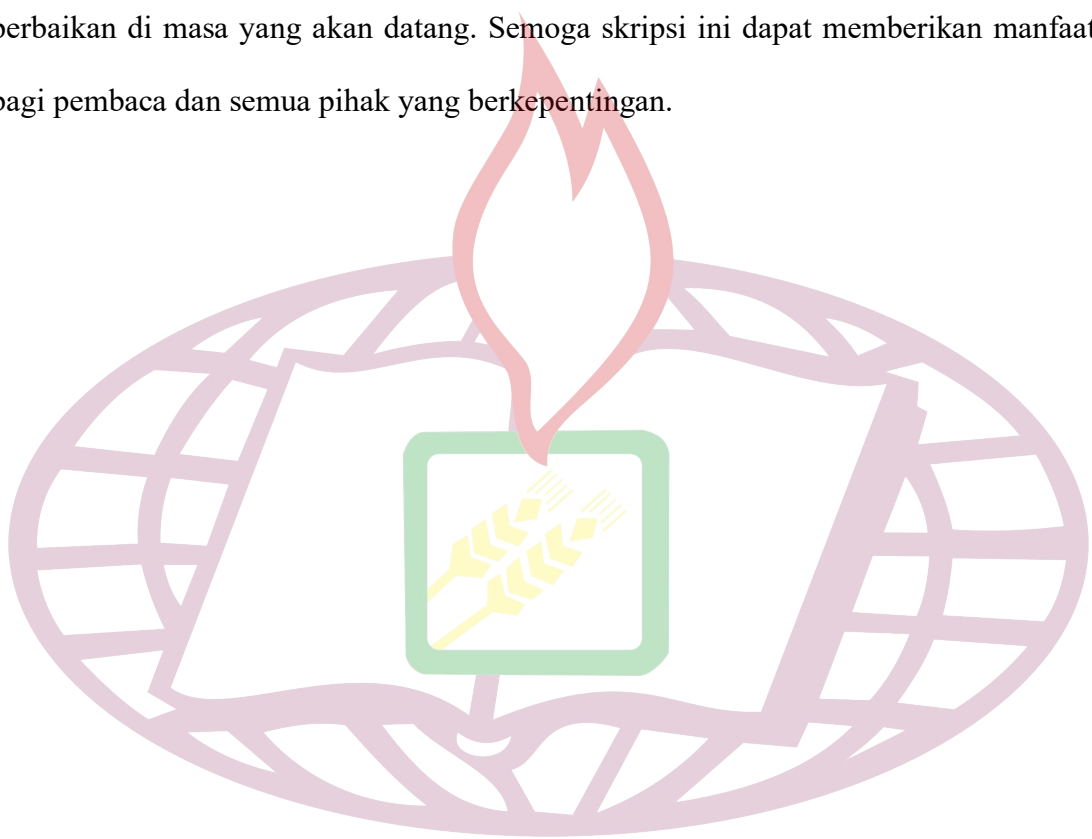 perbaikan di masa yang akan datang. Semoga skripsi ini dapat memberikan manfaat
bagi pembaca dan semua pihak yang berkepentingan.